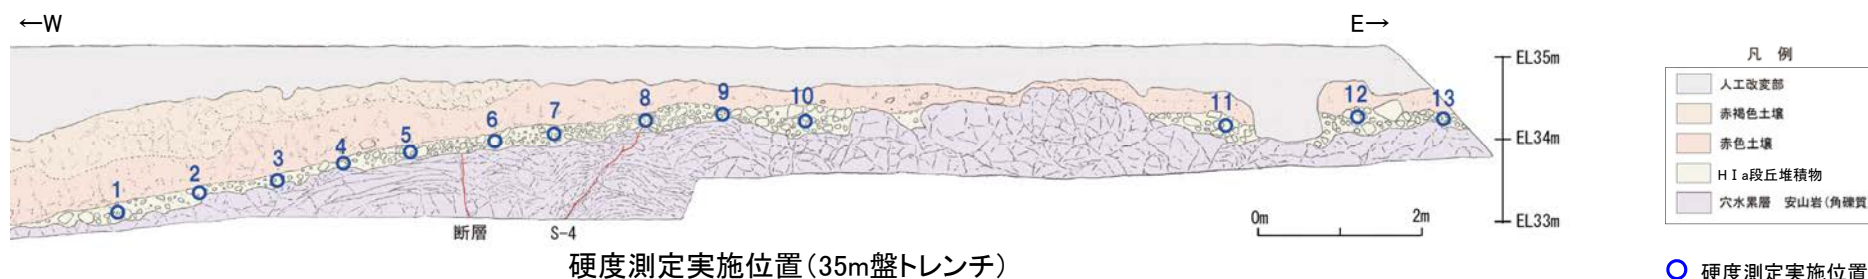 ←W
E→
1
2
3
4
5
6
7
8
9
10
11
12
13
EL35m
EL34m
EL33m
0m
2m
断層
S-4
硬度測定実施位置(35m盤トレンチ)
凡 例
人工改変部
赤褐色土壌
赤色土壌
HⅠa段丘堆積物
穴水累層 安山岩(角礫質)
硬度測定実施位置